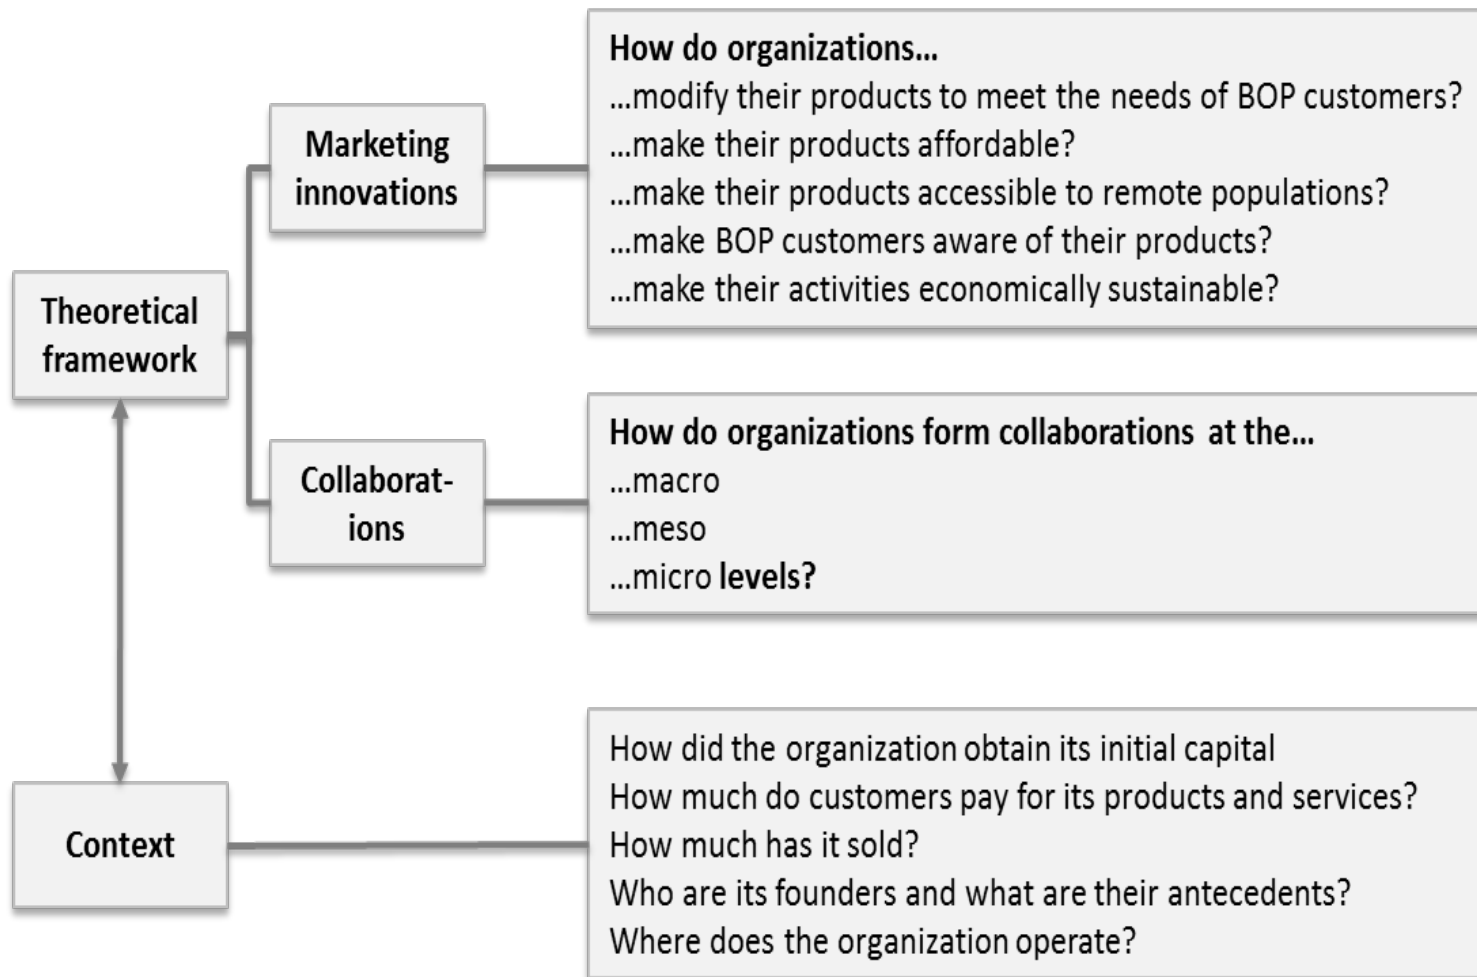 Theoretical
framework
Marketing
innovations
How do organizations...
...modify their products to meet the needs of BOP customers?
...make their products affordable?
...make their products accessible to remote populations?
...make BOP customers aware of their products?
...make their activities economically sustainable?
Collaborat-
ions
How do organizations form collaborations at the...
...macro
...meso
...micro levels?
Context
How did the organization obtain its initial capital
How much do customers pay for its products and services?
How much has it sold?
Who are its founders and what are their antecedents?
Where does the organization operate?